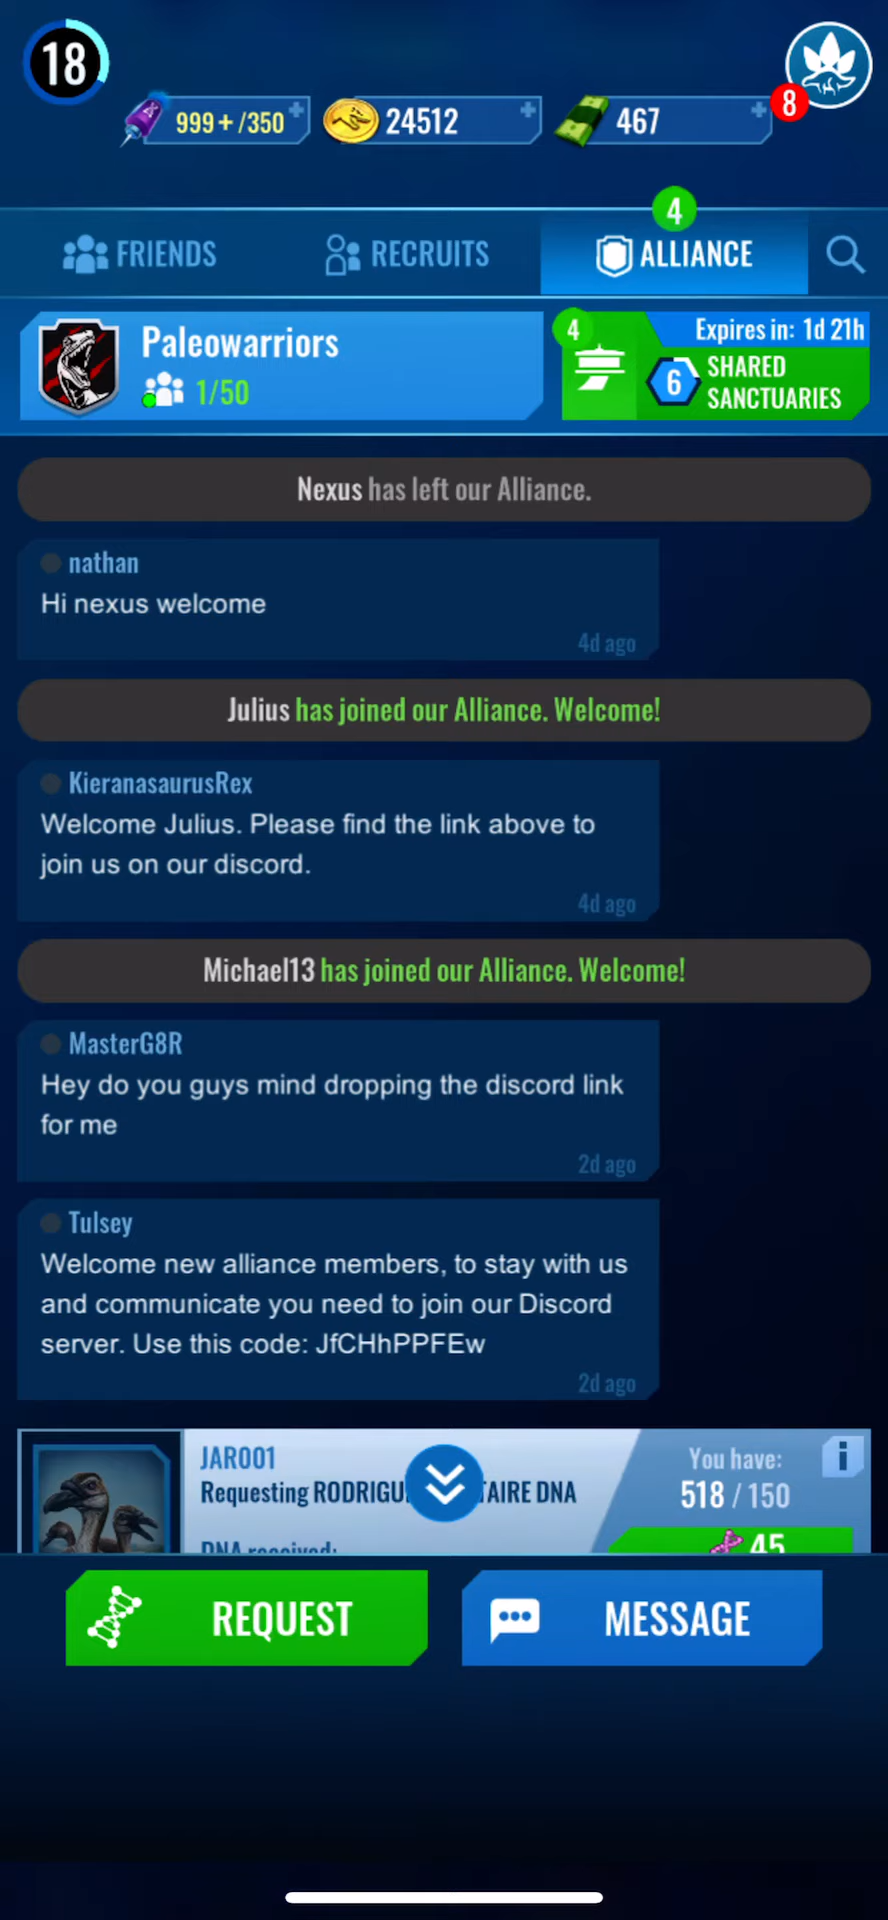 18
999+/350
24512
467
8
4
FRIENDS
RECRUITS
ALLIANCE
Paleowarriors
1/50
4
Expires in: 1d 21h
6
SHARED
SANCTUARIES
Nexus has left our Alliance.
nathan
Hi nexus welcome
4d ago
Julius has joined our Alliance. Welcome!
KieranasaurusRex
Welcome Julius. Please find the link above to
join us on our discord.
4d ago
Michael13 has joined our Alliance. Welcome!
MasterG8R
Hey do you guys mind dropping the discord link
for me
2d ago
Tulsey
Welcome new alliance members, to stay with us
and communicate you need to join our Discord
server. Use this code: JfCHhPPFEw
2d ago
JAR001
Requesting DNA
You have:
518 / 150
i
DNA received:
45
REQUEST
MESSAGE